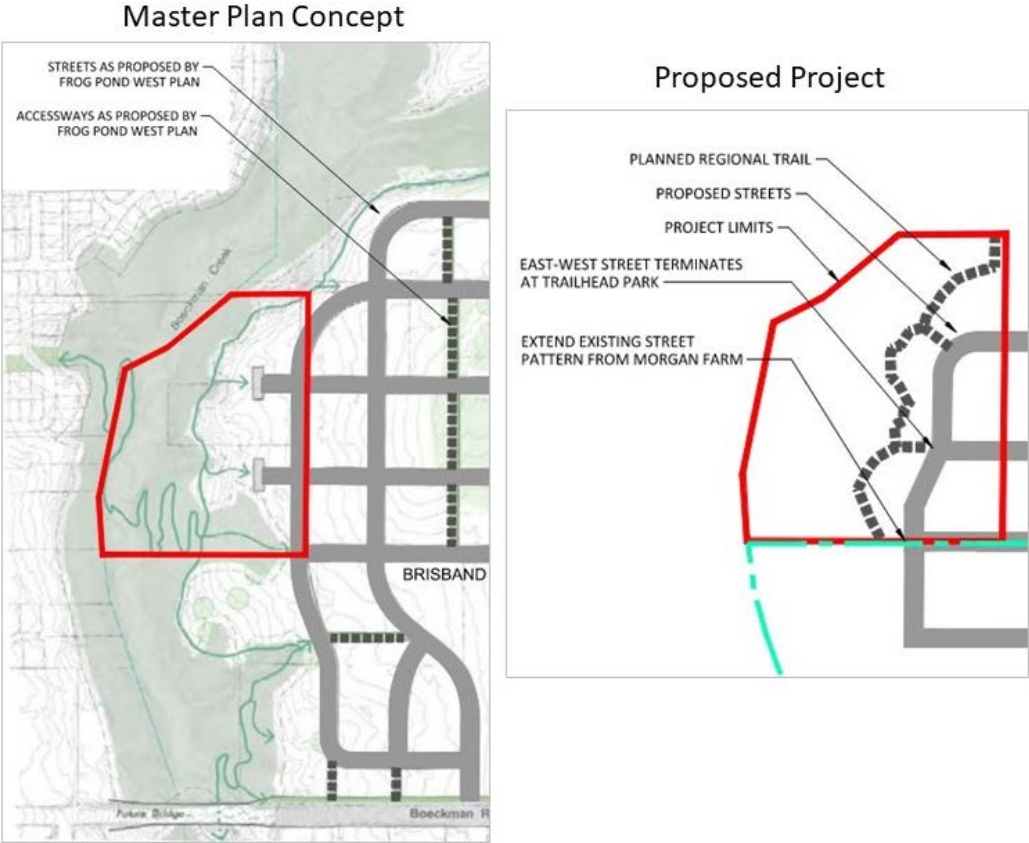 Master Plan Concept
STREETS AS PROPOSED BY
FROG POND WEST PLAN
ACCESSWAYS AS PROPOSED BY
FROG POND WEST PLAN
Boeckman Creek
BRISBAND
Future Bridge
Boeckman R
Proposed Project
PLANNED REGIONAL TRAIL
PROPOSED STREETS
PROJECT LIMITS
EAST-WEST STREET TERMINATES
AT TRAILHEAD PARK
EXTEND EXISTING STREET
PATTERN FROM MORGAN FARM